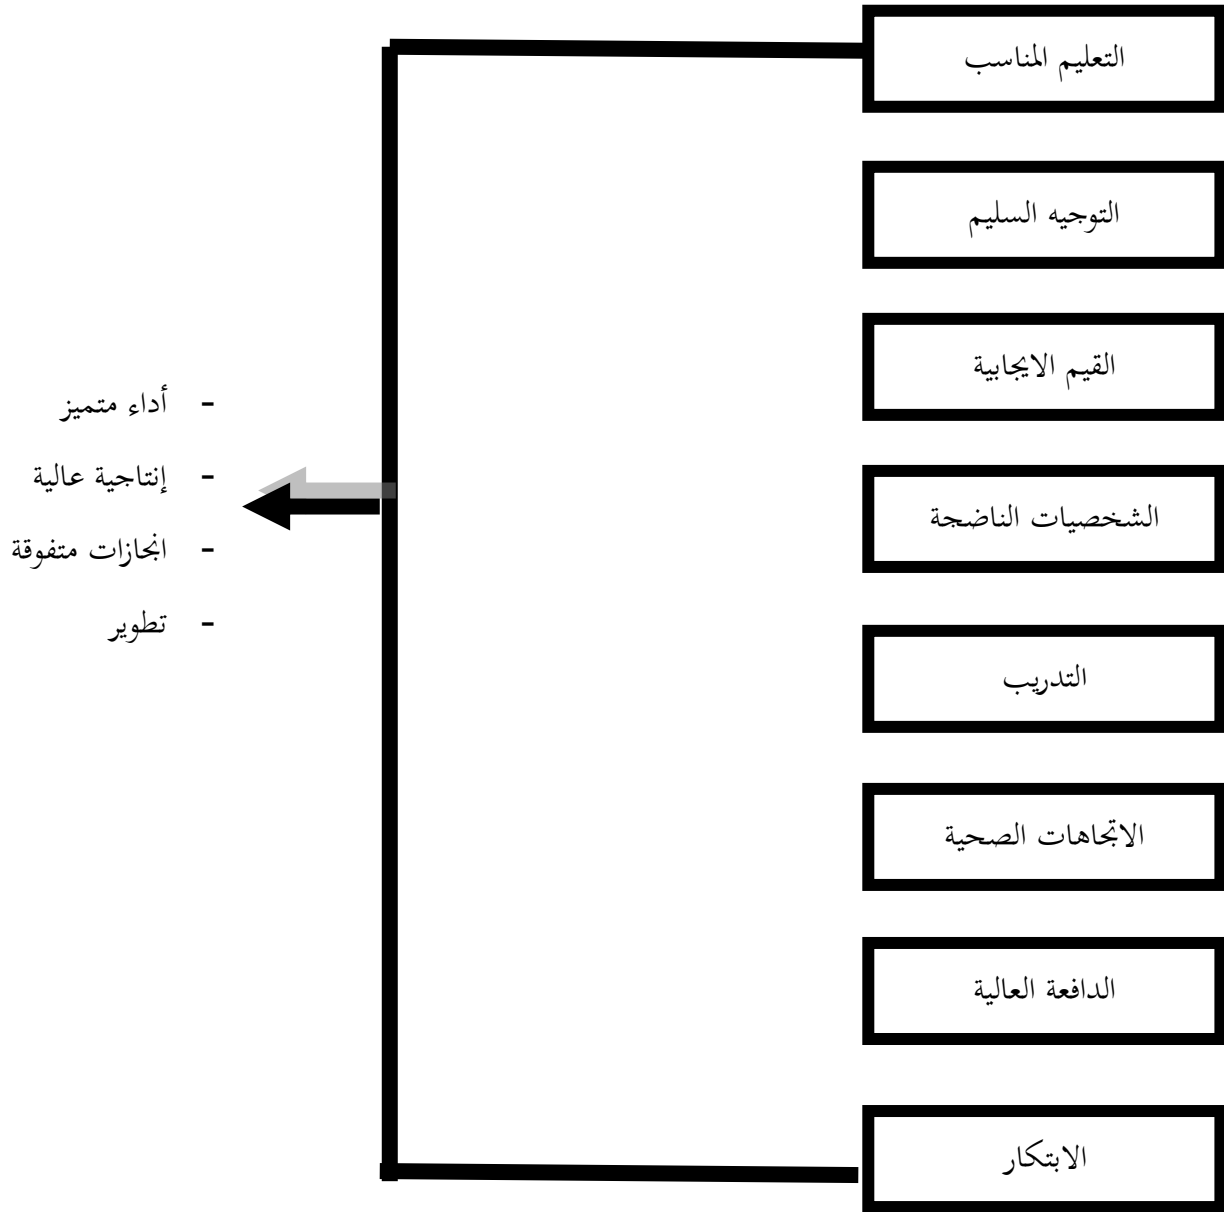 التعليم المناسب
التوجيه السليم
القيم الايجابية
الشخصيات الناضجة
التدريب
الاتجاهات الصحية
الدافعة العالية
الابتكار
- أداء متميز
- إنتاجية عالية
- انجازات متفوقة
- تطوير